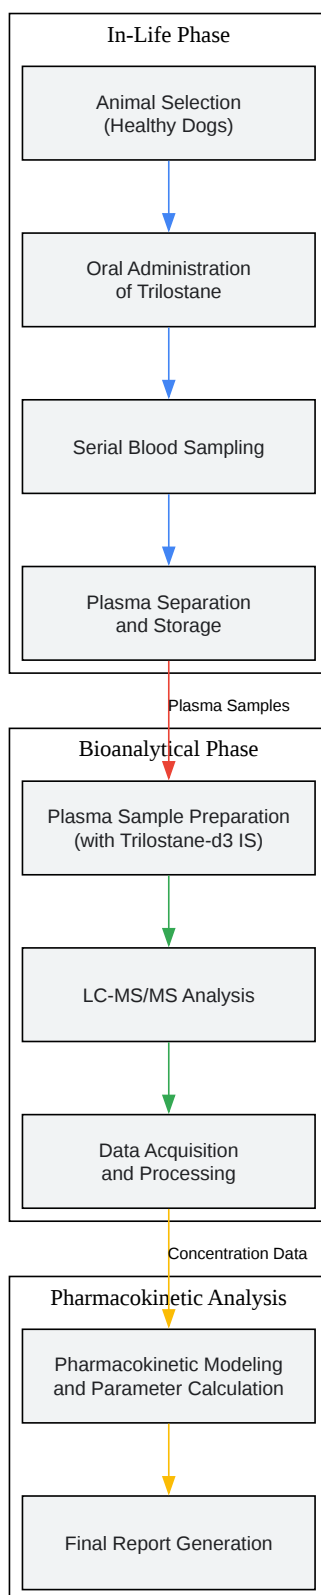 In-Life Phase
Animal Selection
(Healthy Dogs)
Oral Administration
of Trilostane
Serial Blood Sampling
Plasma Separation
and Storage
Plasma Samples
Bioanalytical Phase
Plasma Sample Preparation
(with Trilostane-d3 IS)
LC-MS/MS Analysis
Data Acquisition
and Processing
Concentration Data
Pharmacokinetic Analysis
Pharmacokinetic Modeling
and Parameter Calculation
Final Report Generation